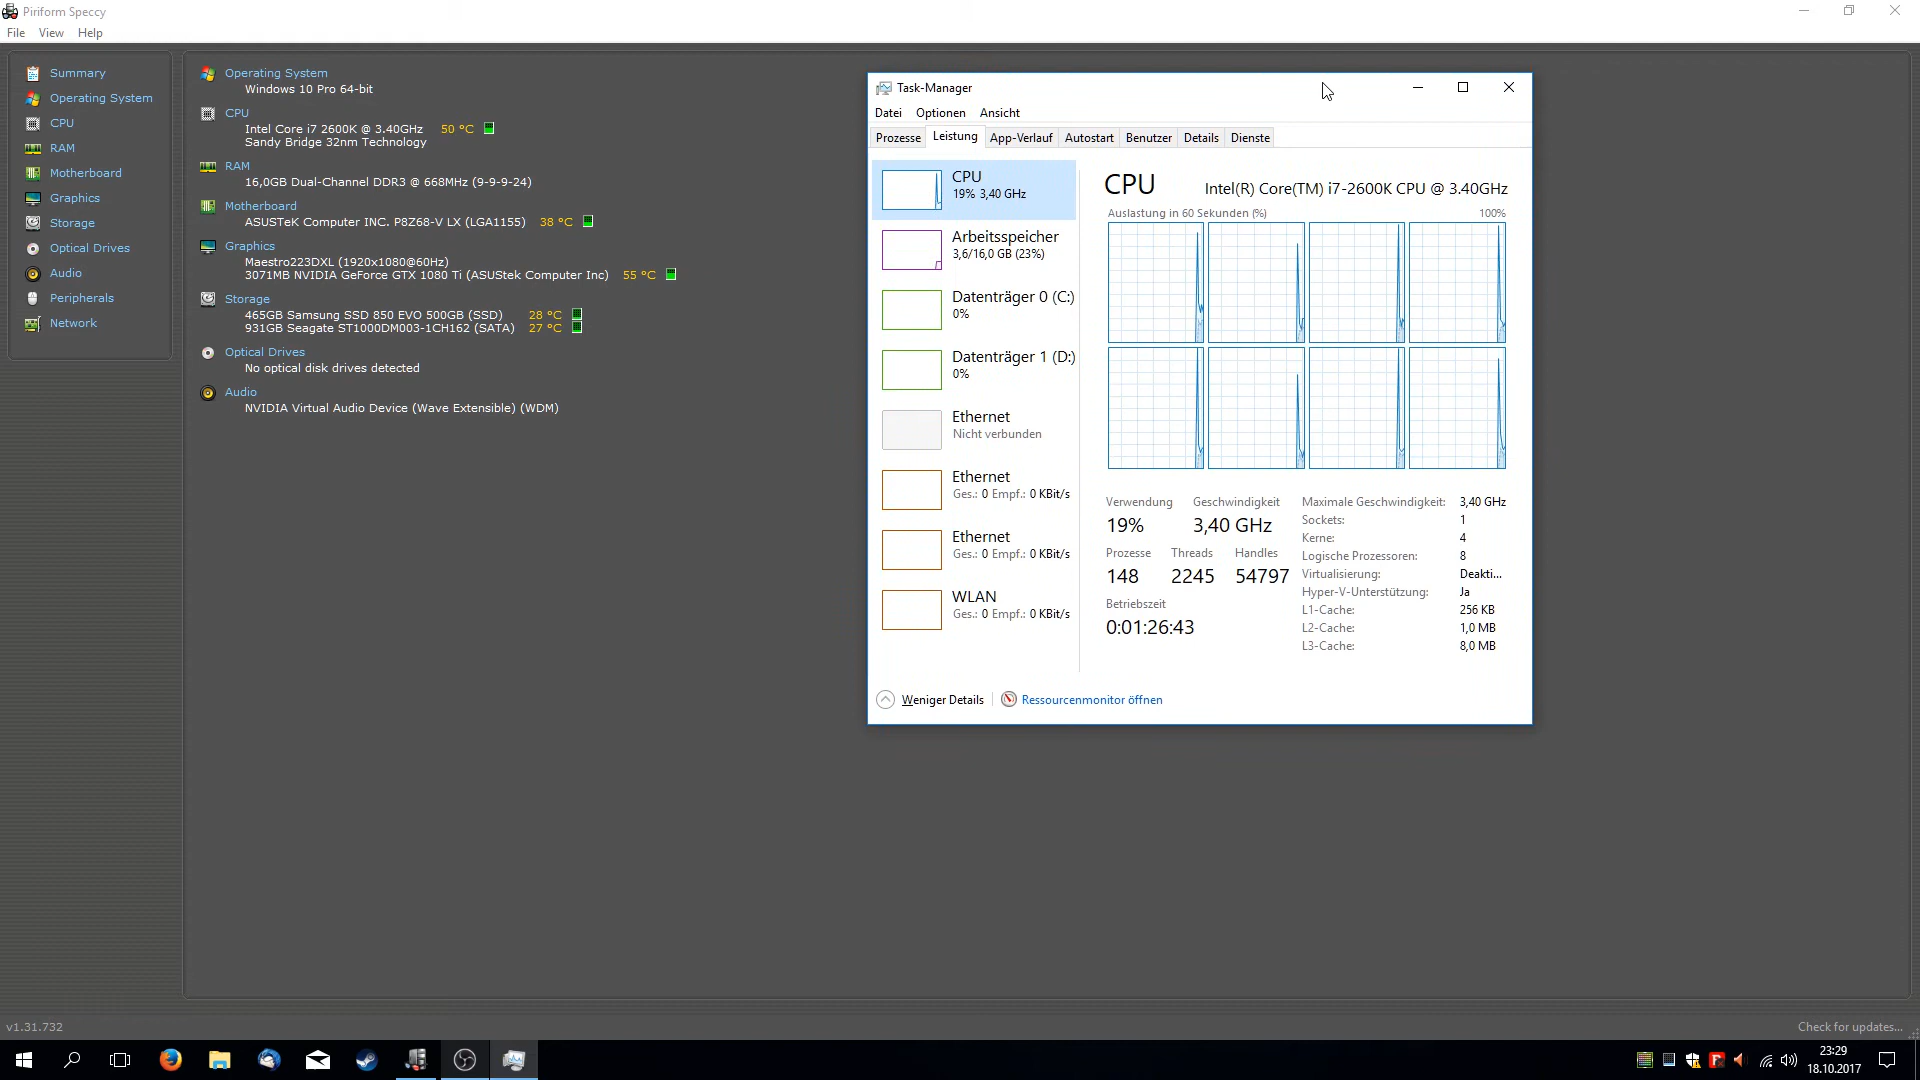 Piriform Speccy
File View Help
Summary
Operating System
CPU
RAM
Motherboard
Graphics
Storage
Optical Drives
Audio
Peripherals
Network
Operating System
Windows 10 Pro 64-bit
CPU
Intel Core i7 2600K @ 3.40GHz 50 °C
Sandy Bridge 32nm Technology
RAM
16,0GB Dual-Channel DDR3 @ 668MHz (9-9-9-24)
Motherboard
ASUSTeK Computer INC. P8Z68-V LX (LGA1155) 38 °C
Graphics
Maestro223DXL (1920x1080@60Hz)
3071MB NVIDIA GeForce GTX 1080 Ti (ASUStek Computer Inc) 55 °C
Storage
465GB Samsung SSD 850 EVO 500GB (SSD) 28 °C
931GB Seagate ST1000DM003-1CH162 (SATA) 27 °C
Optical Drives
No optical disk drives detected
Audio
NVIDIA Virtual Audio Device (Wave Extensible) (WDM)
Task-Manager
Datei Optionen Ansicht
Prozesse Leistung App-Verlauf Autostart Benutzer Details Dienste
CPU
19% 3,40 GHz
Arbeitsspeicher
3,6/16,0 GB (23%)
Datenträger 0 (C:)
0%
Datenträger 1 (D:)
0%
Ethernet
Nicht verbunden
Ethernet
Ges.: 0 Empf.: 0 KBit/s
Ethernet
Ges.: 0 Empf.: 0 KBit/s
WLAN
Ges.: 0 Empf.: 0 KBit/s
CPU Intel(R) Core(TM) i7-2600K CPU @ 3.40GHz
Auslastung in 60 Sekunden (%) 100%
Verwendung Geschwindigkeit
19% 3,40 GHz
Prozesse Threads Handles
148 2245 54797
Betriebszeit
0:01:26:43
Maximale Geschwindigkeit: 3,40 GHz
Sockets: 1
Kerne: 4
Logische Prozessoren: 8
Virtualisierung: Deakti...
Hyper-V-Unterstützung: Ja
L1-Cache: 256 KB
L2-Cache: 1,0 MB
L3-Cache: 8,0 MB
Weniger Details Ressourcenmonitor öffnen
v1.31.732 Check for updates...
23:29
18.10.2017